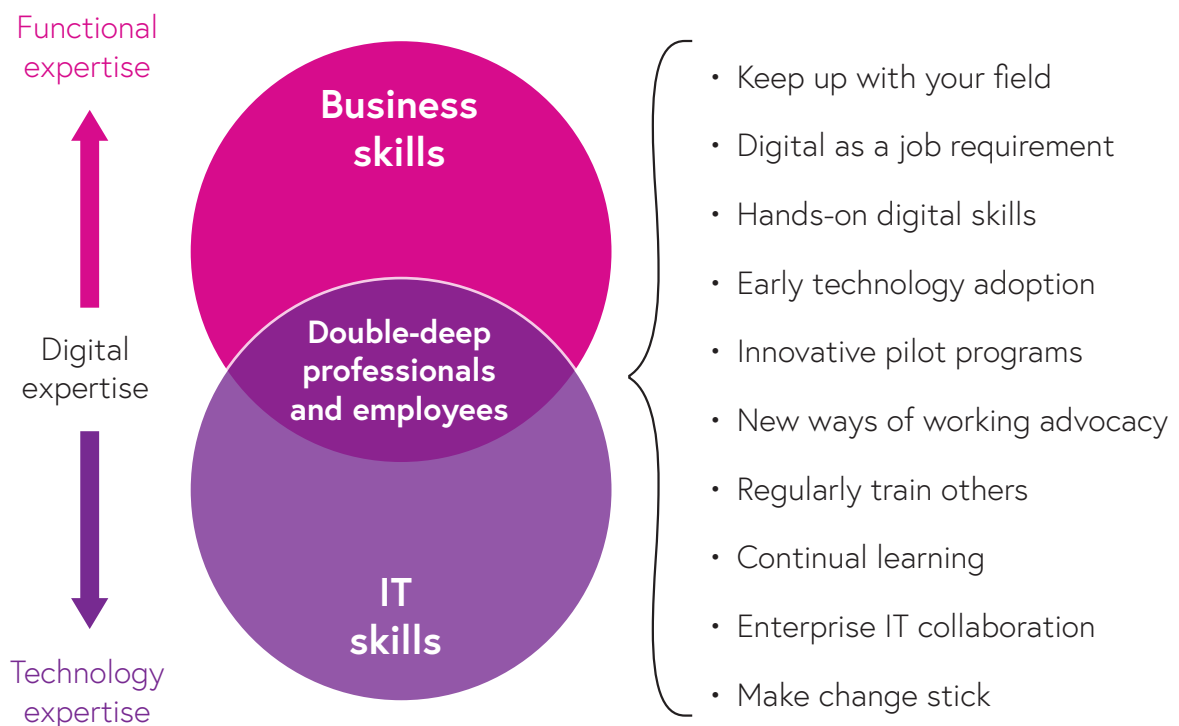 Functional
expertise
Digital
expertise
Technology
expertise
Business
skills
Double-deep
professionals
and employees
IT
skills
• Keep up with your field
• Digital as a job requirement
• Hands-on digital skills
• Early technology adoption
• Innovative pilot programs
• New ways of working advocacy
• Regularly train others
• Continual learning
• Enterprise IT collaboration
• Make change stick